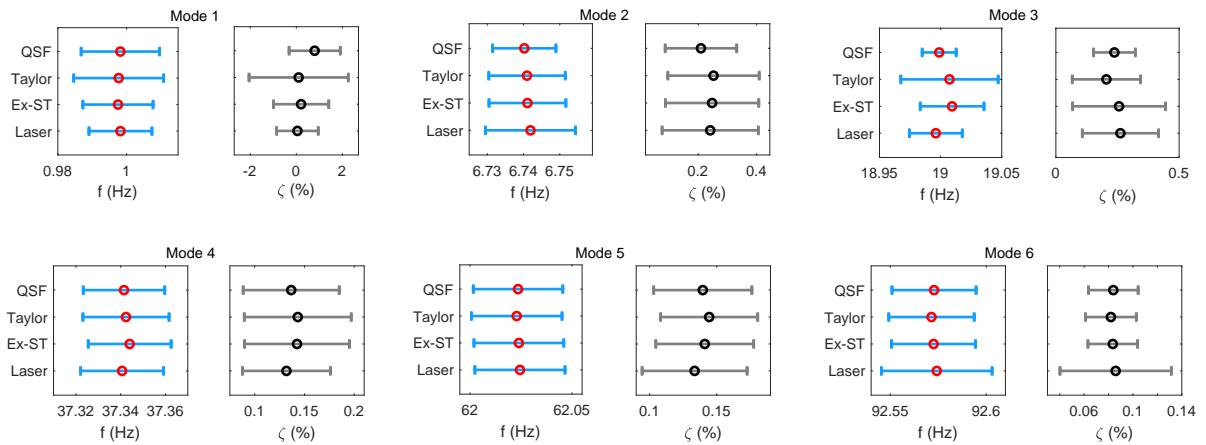 Mode 1
QSF
Taylor
Ex-ST
Laser
0.98 1
f (Hz)
-2 0 2
ζ (%)
Mode 2
QSF
Taylor
Ex-ST
Laser
6.73 6.74 6.75
f (Hz)
0.2 0.4
ζ (%)
Mode 3
QSF
Taylor
Ex-ST
Laser
18.95 19 19.05
f (Hz)
0 0.5
ζ (%)
Mode 4
QSF
Taylor
Ex-ST
Laser
37.32 37.34 37.36
f (Hz)
0.1 0.15 0.2
ζ (%)
Mode 5
QSF
Taylor
Ex-ST
Laser
62 62.05
f (Hz)
0.1 0.15
ζ (%)
Mode 6
QSF
Taylor
Ex-ST
Laser
92.55 92.6
f (Hz)
0.06 0.1 0.14
ζ (%)